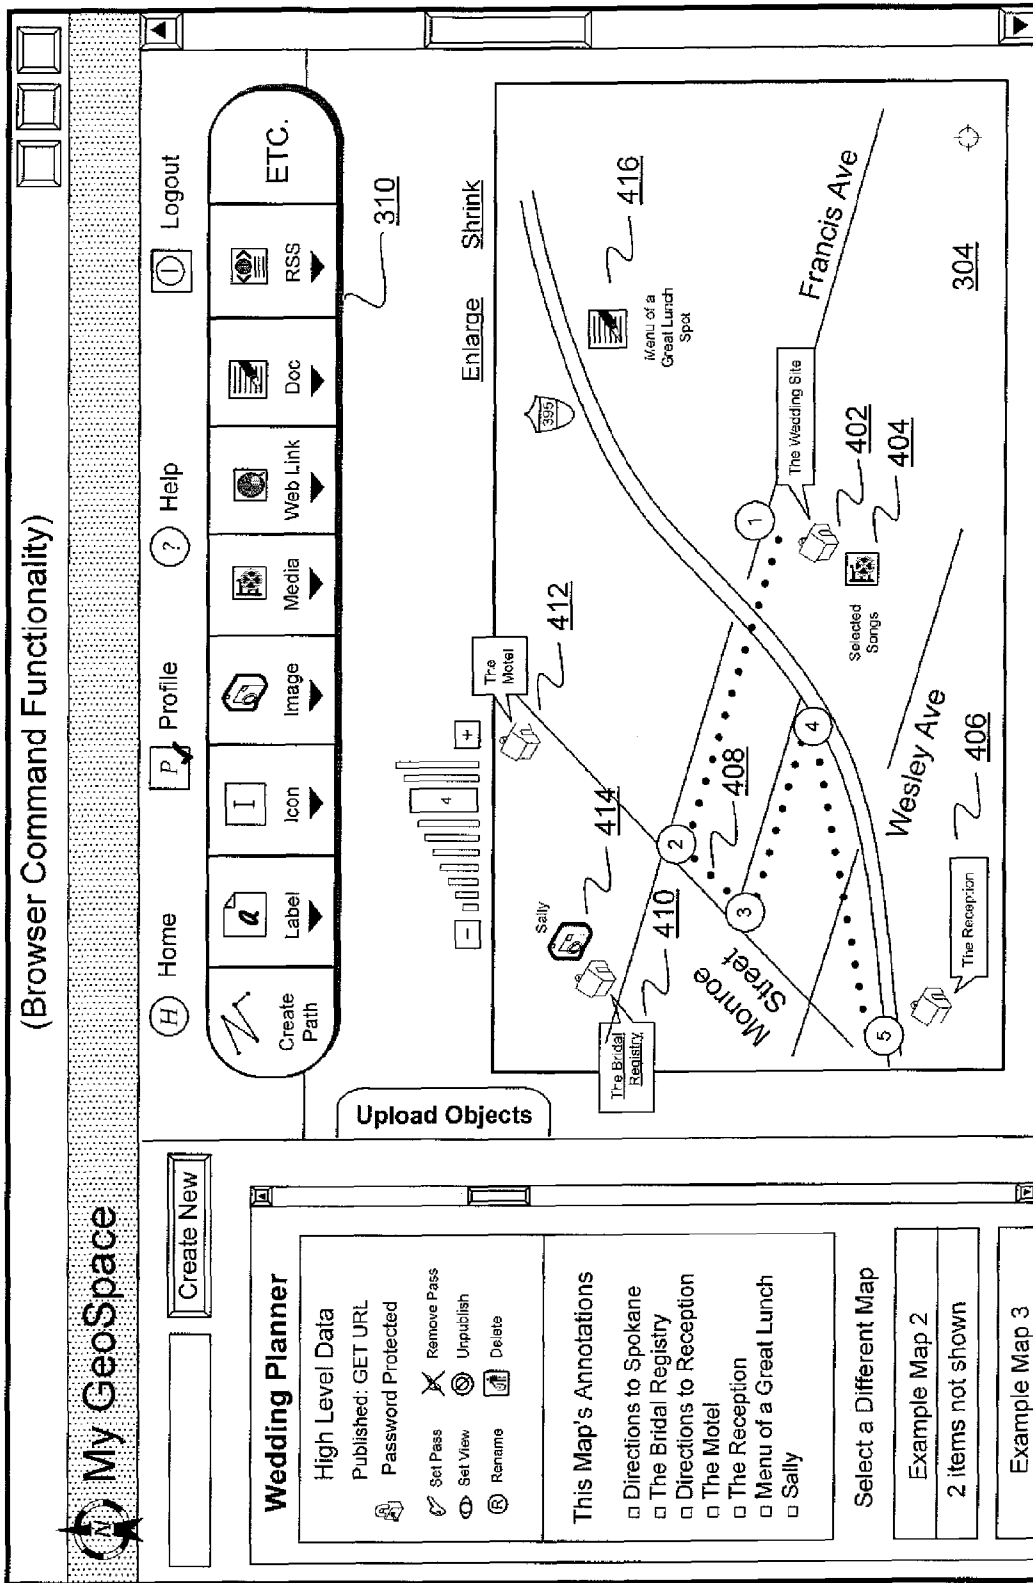 (Browser Command Functionality)
My GeoSpace
Create New
H Home
P Profile
? Help
Logout
Create Path
a Label
I Icon
Image
Media
Web Link
Doc
RSS
ETC.
310
Upload Objects
Wedding Planner
High Level Data
Published: GET URL
Password Protected
Set Pass
Remove Pass
Set View
Unpublish
R Rename
Delete
This Map's Annotations
Directions to Spokane
The Bridal Registry
Directions to Reception
The Motel
The Reception
Menu of a Great Lunch
Sally
Select a Different Map
Example Map 2
2 items not shown
Example Map 3
−
4
+
Enlarge
Shrink
The Bridal
Registry
410
Sally
414
The
Motel
412
395
Menu of a
Great Lunch
Spot
416
Monroe
Street
408
1
2
3
4
5
The Wedding Site
402
Selected
Songs
404
Francis Ave
Wesley Ave
The Reception
406
304
N